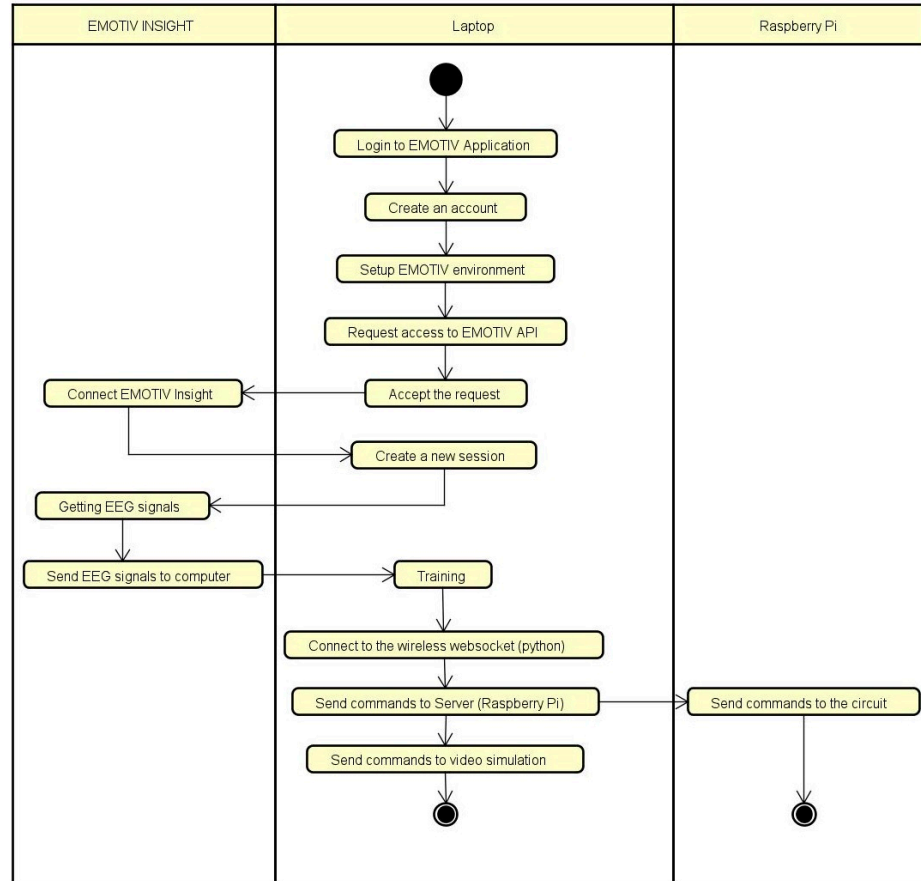 EMOTIV INSIGHT
Laptop
Raspberry Pi
Login to EMOTIV Application
Create an account
Setup EMOTIV environment
Request access to EMOTIV API
Connect EMOTIV Insight
Accept the request
Create a new session
Getting EEG signals
Send EEG signals to computer
Training
Connect to the wireless websocket (python)
Send commands to Server (Raspberry Pi)
Send commands to the circuit
Send commands to video simulation